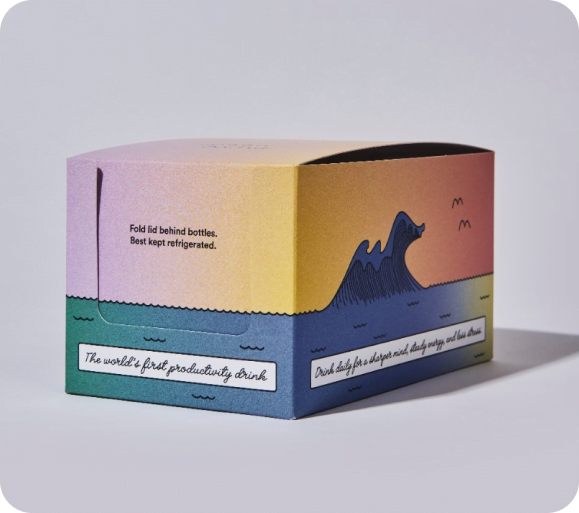 Fold lid behind bottles.
Best kept refrigerated.
The world's first productivity drink
Drink daily for a sharper mind, steady energy, and less stress